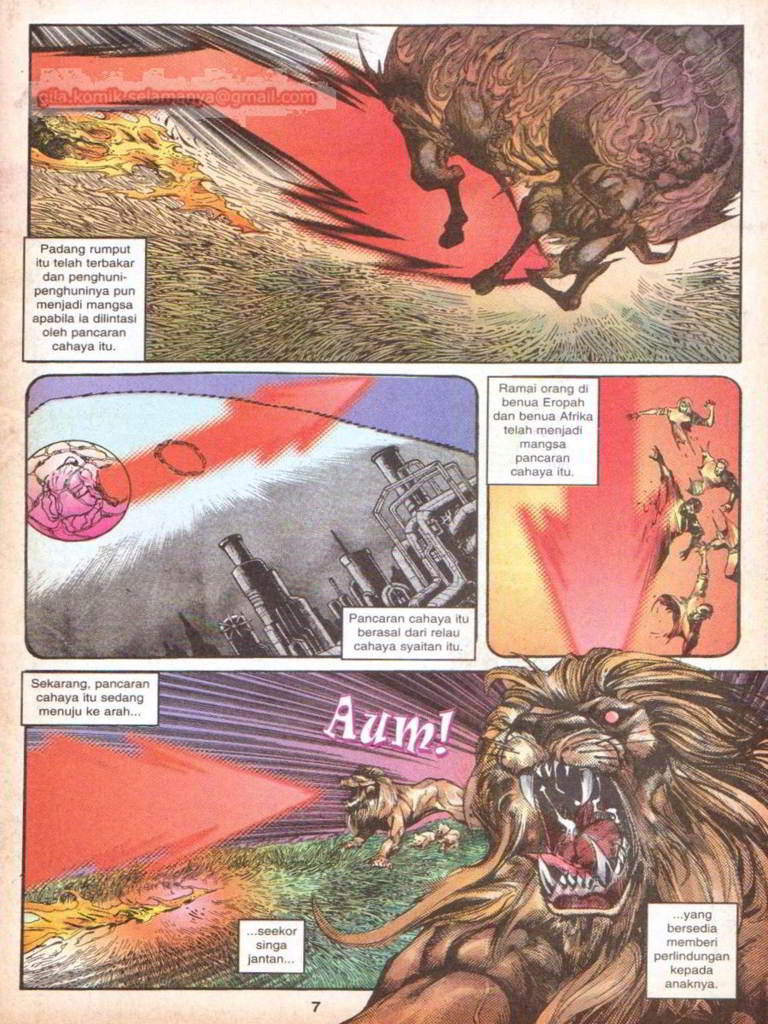 gila.komik.selamanya@gmail.com
Padang rumput
itu telah terbakar
dan penghuni-
penghuninya pun
menjadi mangsa
apabila ia dilintasi
oleh pancaran
cahaya itu.
Pancaran cahaya itu
berasal dari relau
cahaya syaitan itu.
Ramai orang di
benua Eropah
dan benua Afrika
telah menjadi
mangsa
pancaran
cahaya itu.
Sekarang, pancaran
cahaya itu sedang
menuju ke arah...
Aum!
...seekor
singa
jantan...
...yang
bersedia
memberi
perlindungan
kepada
anaknya.
7